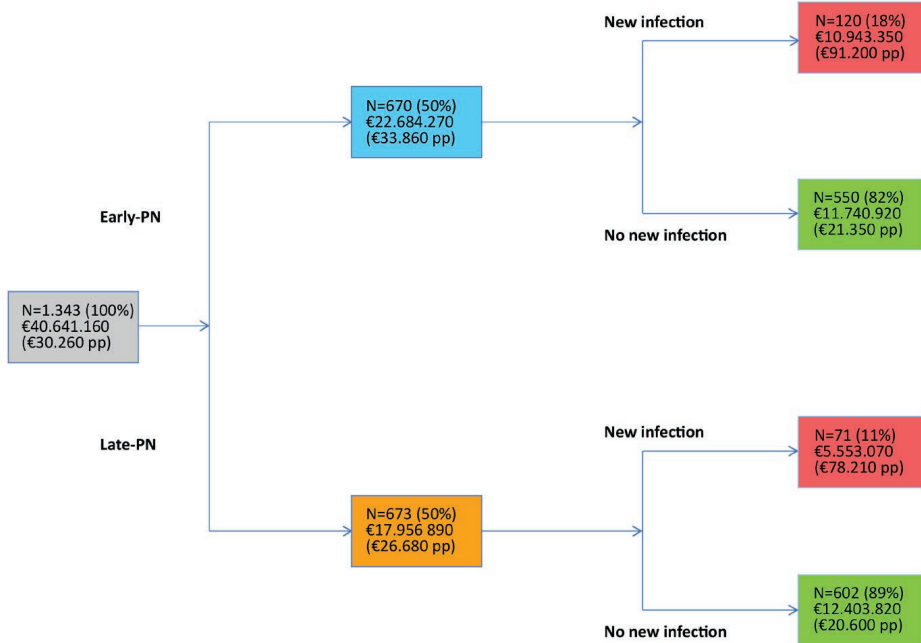 New infection
N=120 (18%)
€10.943.350
(€91.200 pp)
N=670 (50%)
€22.684.270
(€33.860 pp)
N=550 (82%)
€11.740.920
(€21.350 pp)
Early-PN
No new infection
N=1.343 (100%)
€40.641.160
(€30.260 pp)
Late-PN
New infection
N=71 (11%)
€5.553.070
(€78.210 pp)
N=673 (50%)
€17.956 890
(€26.680 pp)
N=602 (89%)
€12.403.820
(€20.600 pp)
No new infection